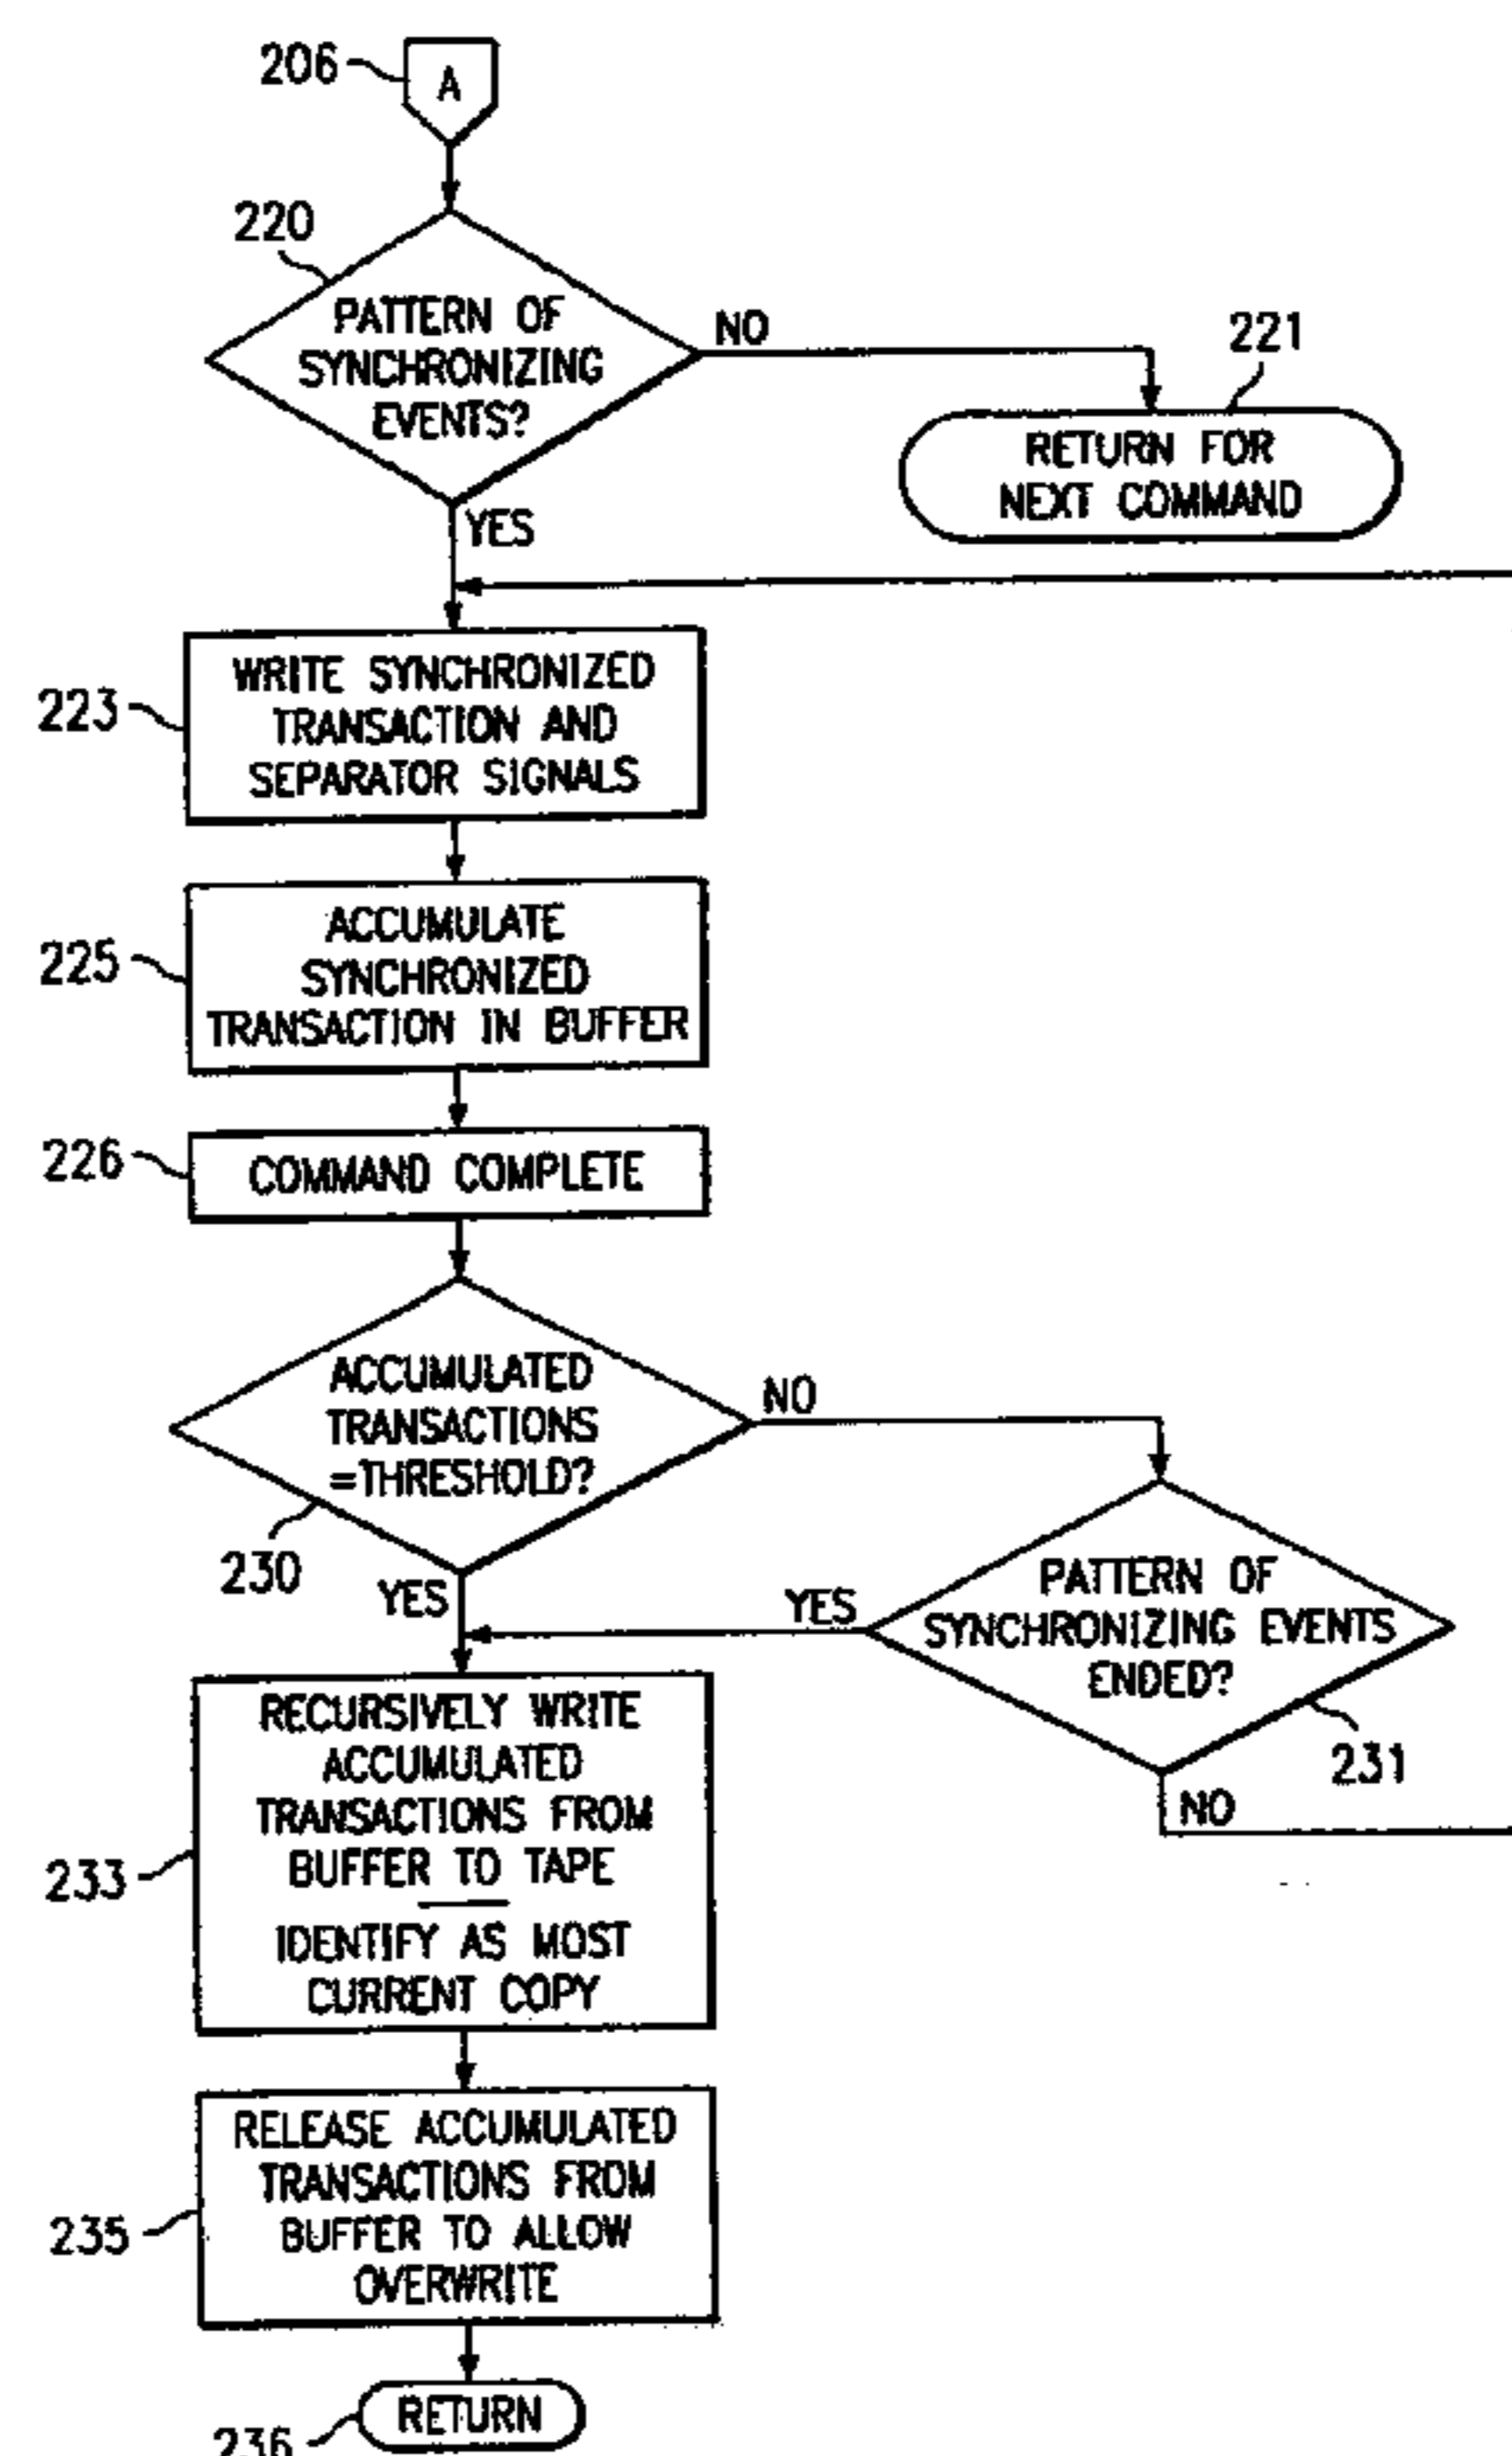 206
A
220
PATTERN OF
SYNCHRONIZING
EVENTS?
NO
221
RETURN FOR
NEXT COMMAND
YES
223
WRITE SYNCHRONIZED
TRANSACTION AND
SEPARATOR SIGNALS
225
ACCUMULATE
SYNCHRONIZED
TRANSACTION IN BUFFER
226
COMMAND COMPLETE
ACCUMULATED
TRANSACTIONS
=THRESHOLD?
NO
230
YES
YES
PATTERN OF
SYNCHRONIZING EVENTS
ENDED?
231
NO
233
RECURSIVELY WRITE
ACCUMULATED
TRANSACTIONS FROM
BUFFER TO TAPE
IDENTIFY AS MOST
CURRENT COPY
235
RELEASE ACCUMULATED
TRANSACTIONS FROM
BUFFER TO ALLOW
OVERWRITE
RETURN
236